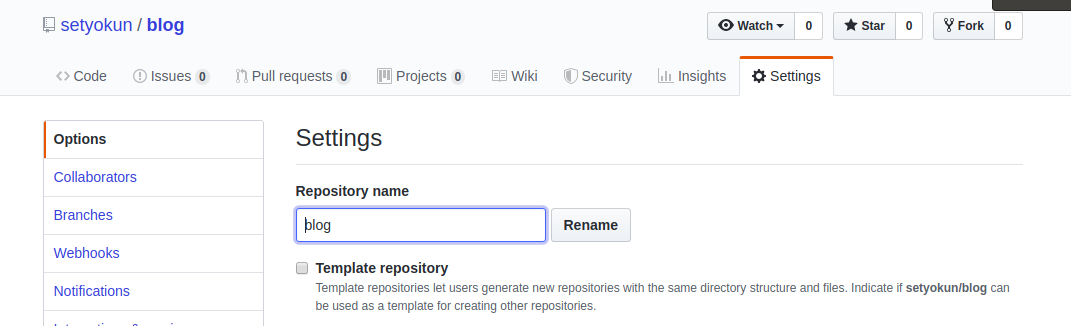 setyokun / blog
Watch 0 Star 0 Fork 0
Code Issues 0 Pull requests 0 Projects 0 Wiki Security Insights Settings
Options
Collaborators
Branches
Webhooks
Notifications
Settings
Repository name
blog Rename
Template repository
Template repositories let users generate new repositories with the same directory structure and files. Indicate if setyokun/blog can
be used as a template for creating other repositories.